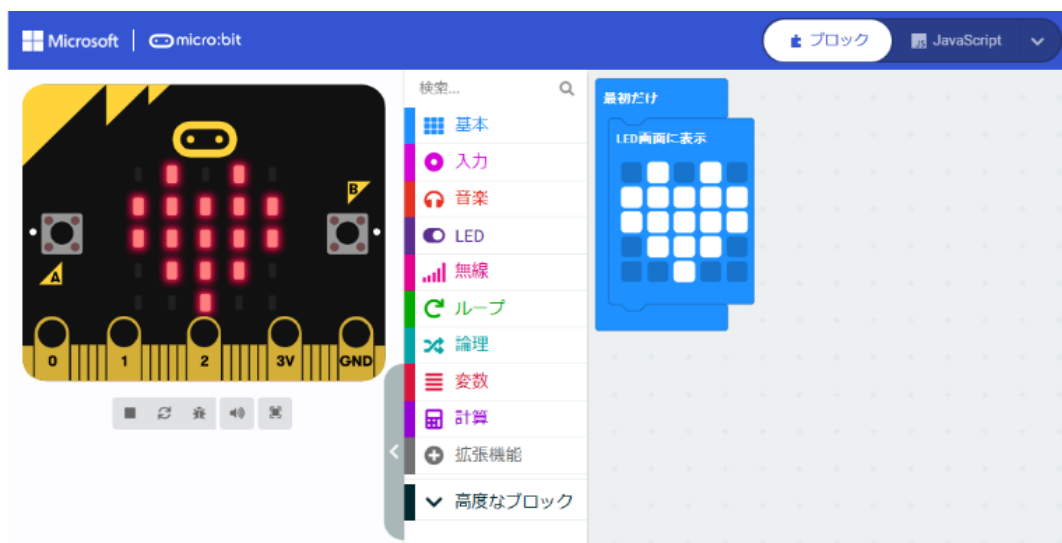 Microsoft micro:bit
ブロック
JavaScript
検索...
基本
入力
音楽
LED
無線
ループ
論理
変数
計算
拡張機能
高度なブロック
最初だけ
LED画面に表示
B
A
0 1 2 3V GND